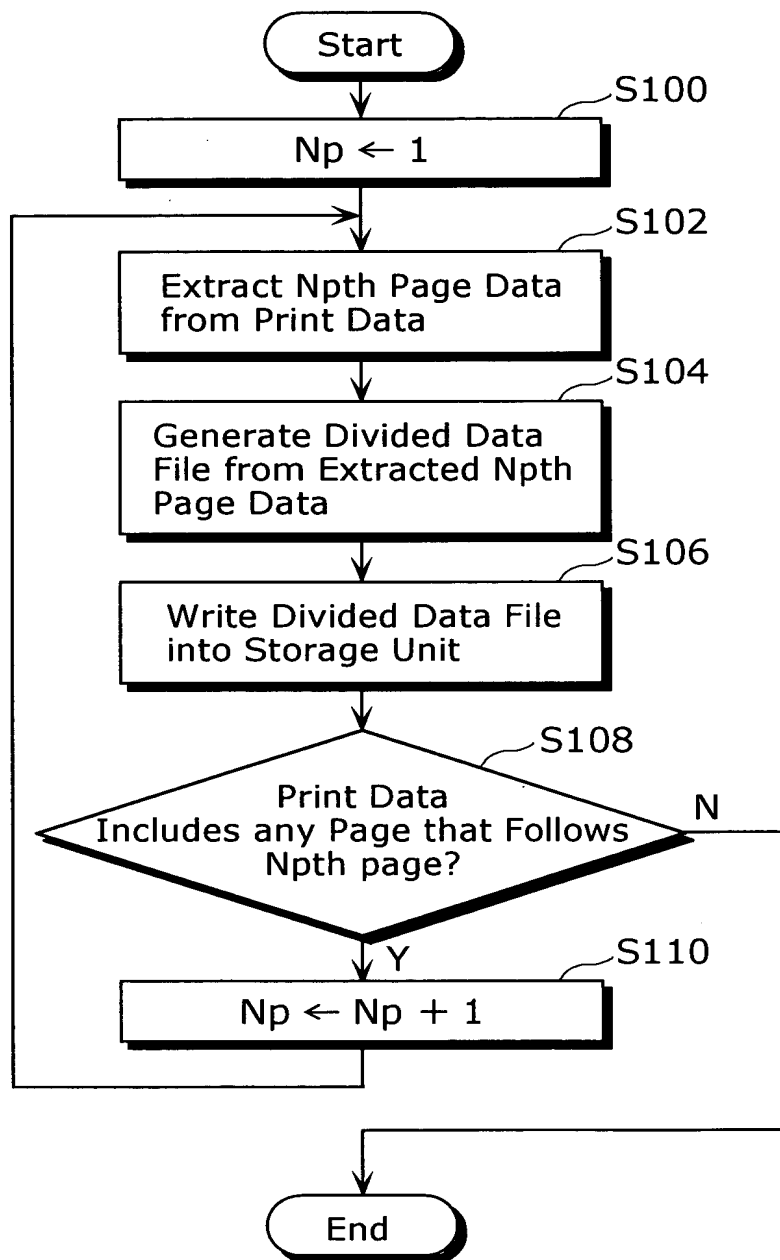 Start
S100
Np ← 1
S102
Extract Npth Page Data
from Print Data
S104
Generate Divided Data
File from Extracted Npth
Page Data
S106
Write Divided Data File
into Storage Unit
S108
Print Data
Includes any Page that Follows
Npth page?
N
Y
S110
Np ← Np + 1
End